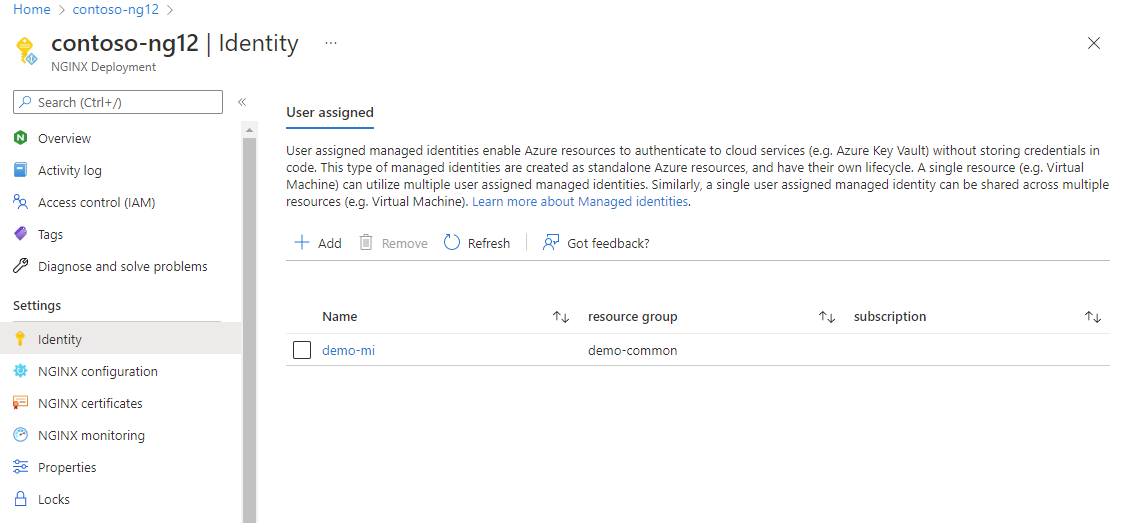 Home > contoso-ng12 >
contoso-ng12 | Identity ...
NGINX Deployment
Search (Ctrl+/)
«
Overview
Activity log
Access control (IAM)
Tags
Diagnose and solve problems
Settings
Identity
NGINX configuration
NGINX certificates
NGINX monitoring
Properties
Locks
User assigned
User assigned managed identities enable Azure resources to authenticate to cloud services (e.g. Azure Key Vault) without storing credentials in
code. This type of managed identities are created as standalone Azure resources, and have their own lifecycle. A single resource (e.g. Virtual
Machine) can utilize multiple user assigned managed identities. Similarly, a single user assigned managed identity can be shared across multiple
resources (e.g. Virtual Machine). Learn more about Managed identities.
Add Remove Refresh Got feedback?
Name resource group subscription
demo-mi demo-common